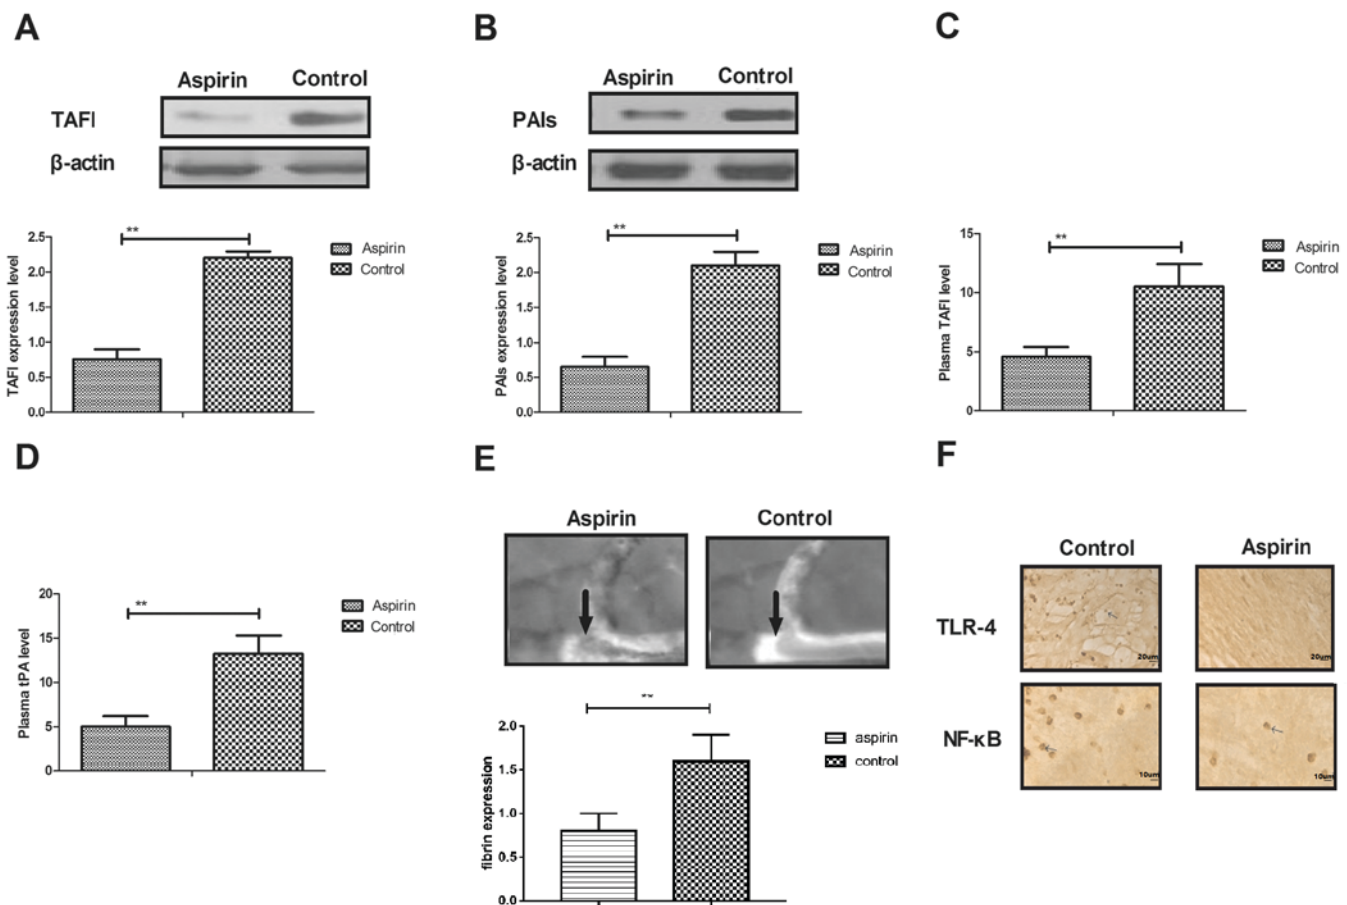 A
Aspirin Control
TAFI
β-actin
**
TAFI expression level
2.5
2.0
1.5
1.0
0.5
0.0
Aspirin
Control
B
Aspirin Control
PAIs
β-actin
**
PAIs expression level
2.5
2.0
1.5
1.0
0.5
0.0
Aspirin
Control
C
**
Plasma TAFI level
15
10
5
0
Aspirin
Control
D
**
Plasma tPA level
20
15
10
5
0
Aspirin
Control
E
Aspirin Control
**
fibrin expression
2.0
1.5
1.0
0.5
0.0
aspirin
control
F
Control Aspirin
TLR-4
20um
20um
NF-κB
10um
10um